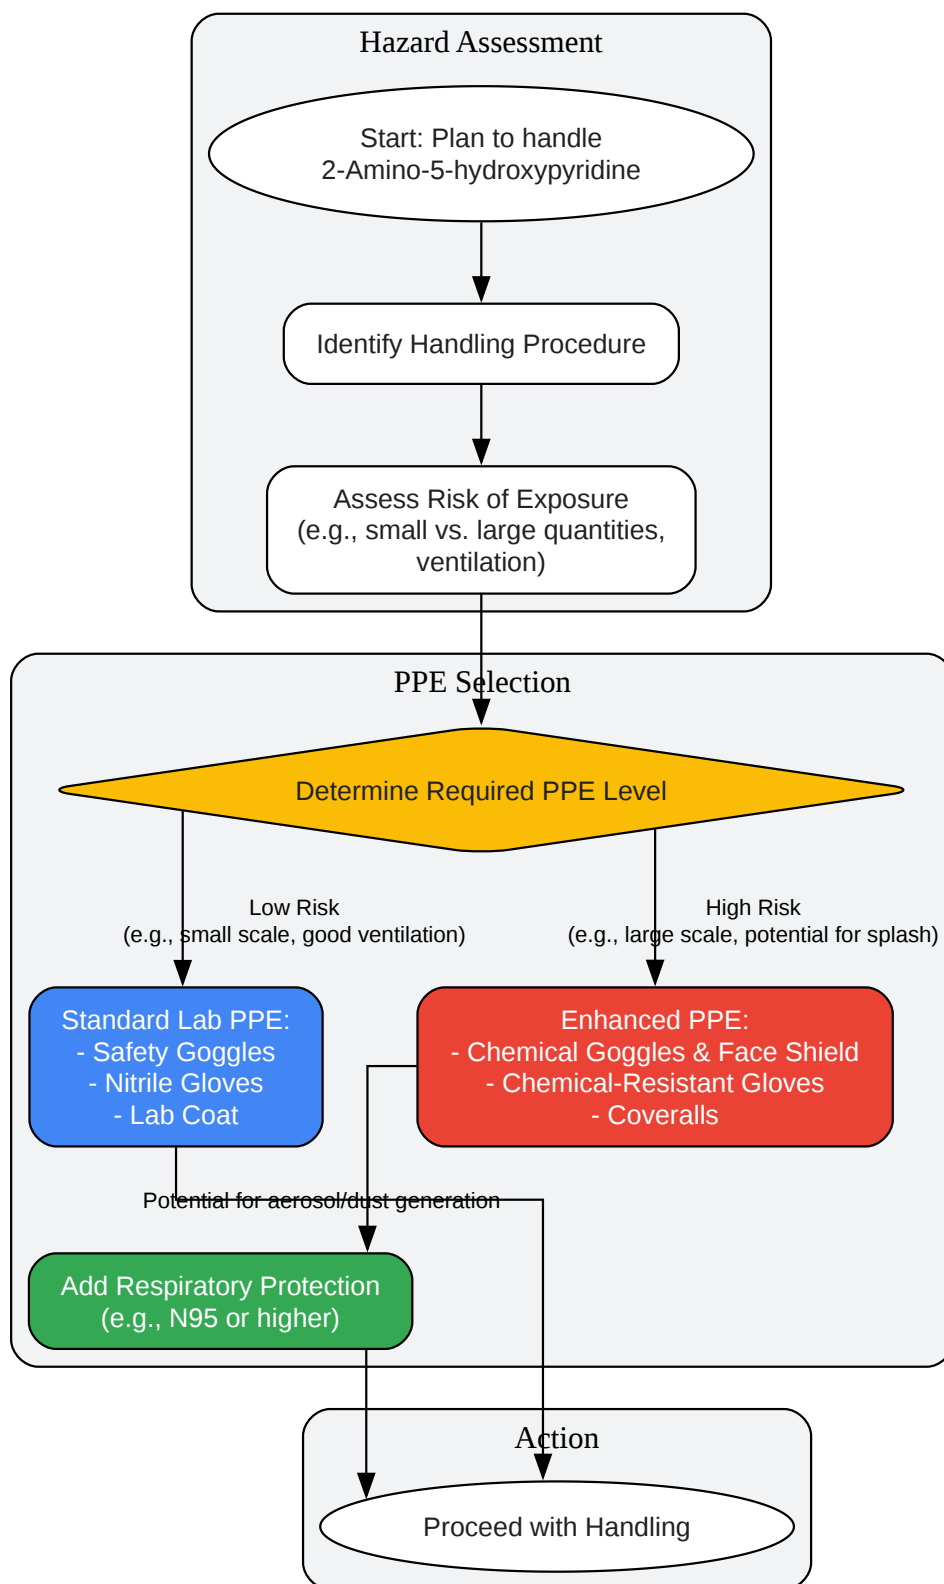 Hazard Assessment
Start: Plan to handle
2-Amino-5-hydroxypyridine
Identify Handling Procedure
Assess Risk of Exposure
(e.g., small vs. large quantities,
ventilation)
PPE Selection
Determine Required PPE Level
Low Risk
(e.g., small scale, good ventilation)
High Risk
(e.g., large scale, potential for splash)
Standard Lab PPE:
- Safety Goggles
- Nitrile Gloves
- Lab Coat
Enhanced PPE:
- Chemical Goggles & Face Shield
- Chemical-Resistant Gloves
- Coveralls
Potential for aerosol/dust generation
Add Respiratory Protection
(e.g., N95 or higher)
Action
Proceed with Handling